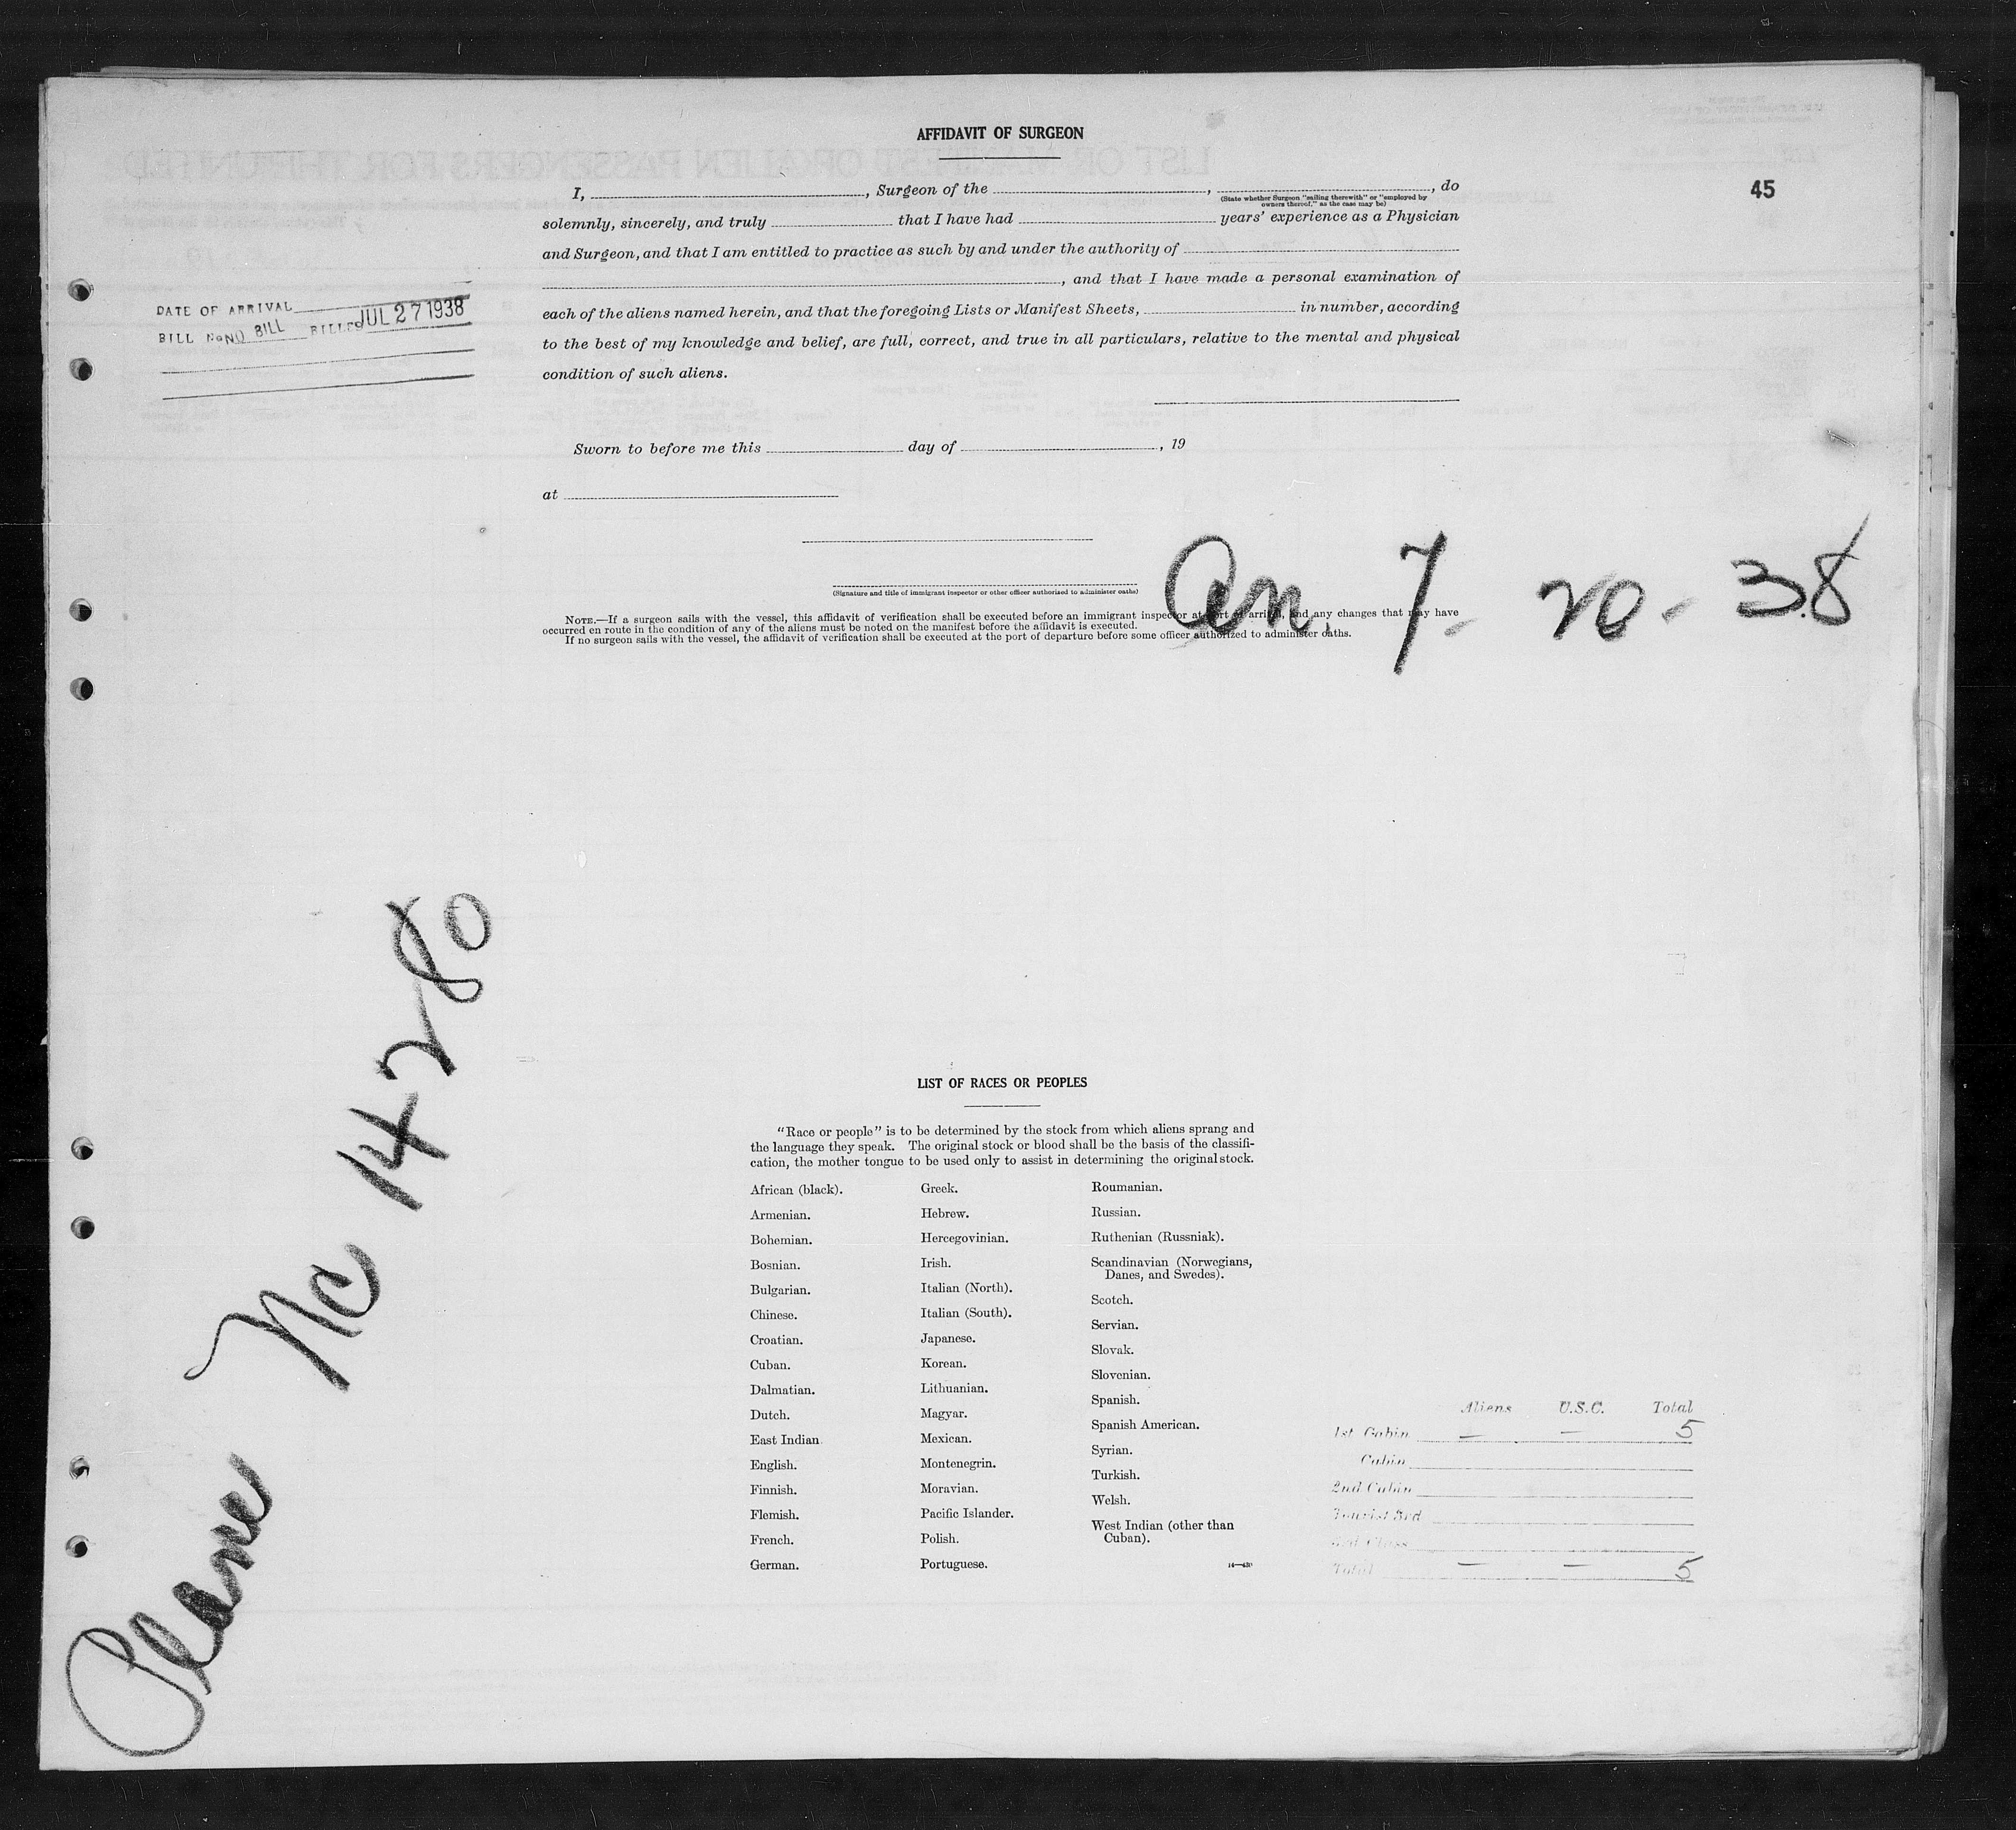 AFFIDAVIT OF SURGEON
45
I, , Surgeon of the , , do
(State whether Surgeon "sailing therewith" or "employed by
owners thereof," as the case may be)
solemnly, sincerely, and truly that I have had years' experience as a Physician
and Surgeon, and that I am entitled to practice as such by and under the authority of
, and that I have made a personal examination of
each of the aliens named herein, and that the foregoing Lists or Manifest Sheets, in number, according
to the best of my knowledge and belief, are full, correct, and true in all particulars, relative to the mental and physical
condition of such aliens.
DATE OF ARRIVAL
BILL No NO BILL BILLED JUL 27 1938
Sworn to before me this day of , 19
at
(Signature and title of immigrant inspector or other officer authorized to administer oaths)
7-20-38
NOTE.—If a surgeon sails with the vessel, this affidavit of verification shall be executed before an immigrant inspector at port of arrival, and any changes that may have
occurred en route in the condition of any of the aliens must be noted on the manifest before the affidavit is executed.
If no surgeon sails with the vessel, the affidavit of verification shall be executed at the port of departure before some officer authorized to administer oaths.
Plane NC 14280
LIST OF RACES OR PEOPLES
"Race or people" is to be determined by the stock from which aliens sprang and
the language they speak. The original stock or blood shall be the basis of the classifi-
cation, the mother tongue to be used only to assist in determining the original stock.
African (black).
Armenian.
Bohemian.
Bosnian.
Bulgarian.
Chinese.
Croatian.
Cuban.
Dalmatian.
Dutch.
East Indian
English.
Finnish.
Flemish.
French.
German.
Greek.
Hebrew.
Hercegovinian.
Irish.
Italian (North).
Italian (South).
Japanese.
Korean.
Lithuanian.
Magyar.
Mexican.
Montenegrin.
Moravian.
Pacific Islander.
Polish.
Portuguese.
Roumanian.
Russian.
Ruthenian (Russniak).
Scandinavian (Norwegians,
Danes, and Swedes).
Scotch.
Servian.
Slovak.
Slovenian.
Spanish.
Spanish American.
Syrian.
Turkish.
Welsh.
West Indian (other than
Cuban).
Aliens U.S.C. Total
1st Cabin — — 5
Cabin
2nd Cabin
Tourist 3rd
3rd Class
Total — — 5